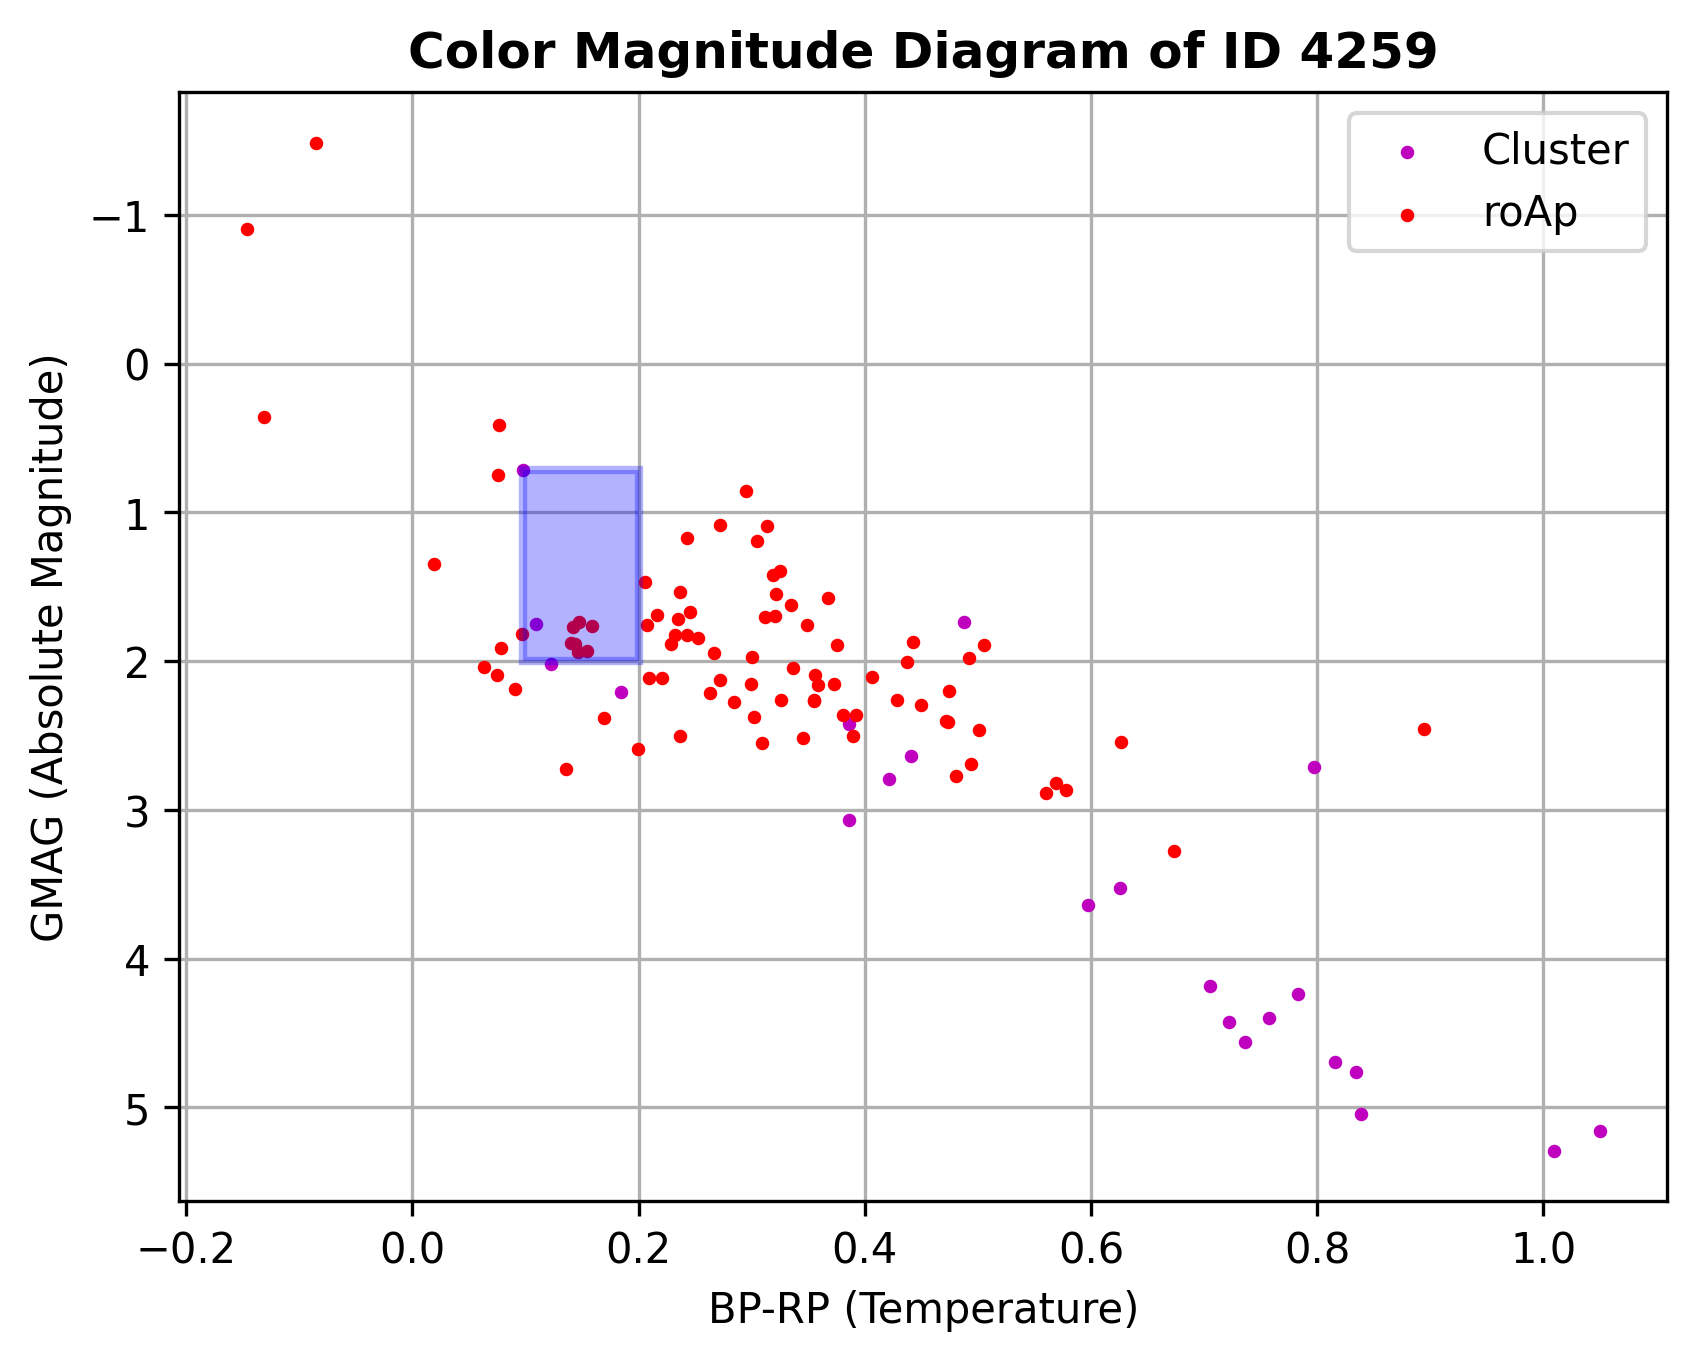 Color Magnitude Diagram of ID 4259
Cluster
roAp
GMAG (Absolute Magnitude)
−1
0
1
2
3
4
5
−0.2 0.0 0.2 0.4 0.6 0.8 1.0
BP-RP (Temperature)